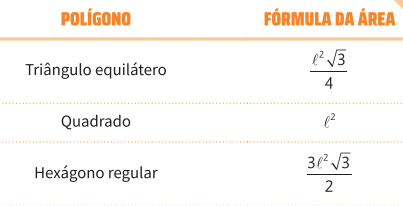 POLÍGONO FÓRMULA DA ÁREA
Triângulo equilátero ℓ²√3/4
Quadrado ℓ²
Hexágono regular 3ℓ²√3/2